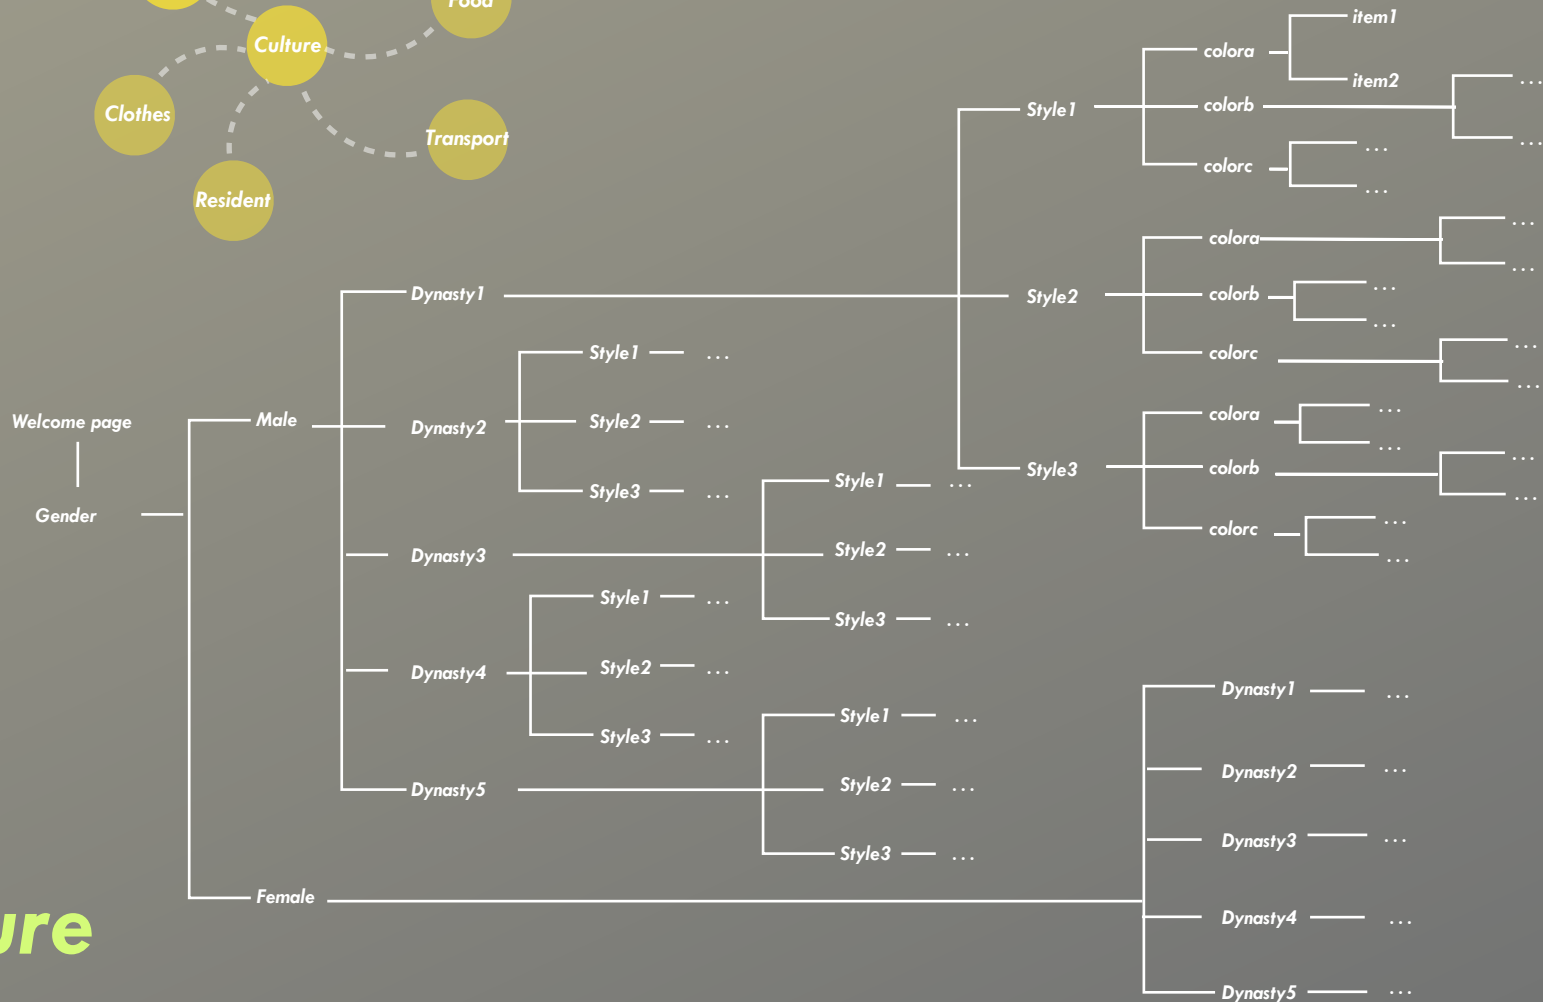 Food
Culture
Clothes
Transport
Resident
Welcome page
Gender
Male
Female
Dynasty1
Dynasty2
Style1 ...
Style2 ...
Style3 ...
Dynasty3
Style1 ...
Style2 ...
Style3 ...
Dynasty4
Style1 ...
Style2 ...
Style3 ...
Dynasty5
Style1 ...
Style2 ...
Style3 ...
Style1
colora
item1
item2
colorb
...
...
colorc
...
...
Style2
colora
...
...
colorb
...
...
colorc
...
...
Style3
colora
...
...
colorb
...
...
colorc
...
...
Dynasty1 ...
Dynasty2 ...
Dynasty3 ...
Dynasty4 ...
Dynasty5 ...
ure